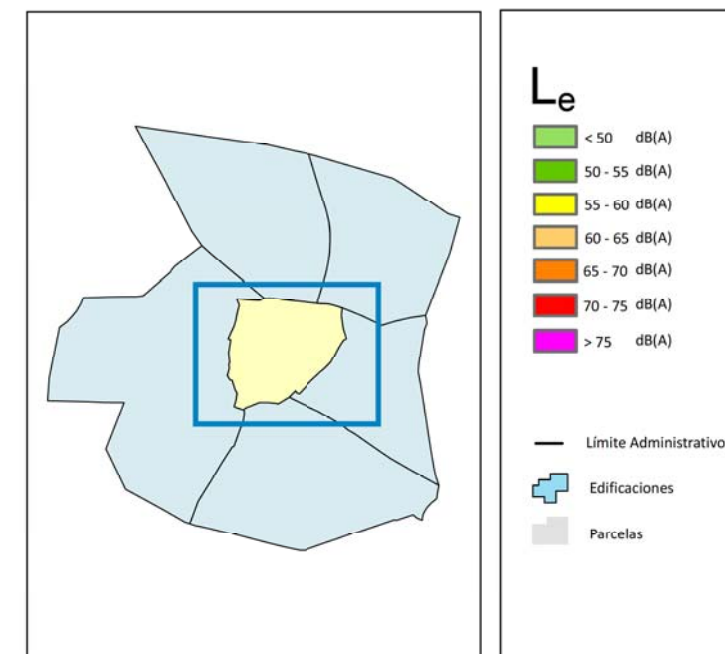 Le
< 50 dB(A)
50 - 55 dB(A)
55 - 60 dB(A)
60 - 65 dB(A)
65 - 70 dB(A)
70 - 75 dB(A)
> 75 dB(A)
Límite Administrativo
Edificaciones
Parcelas